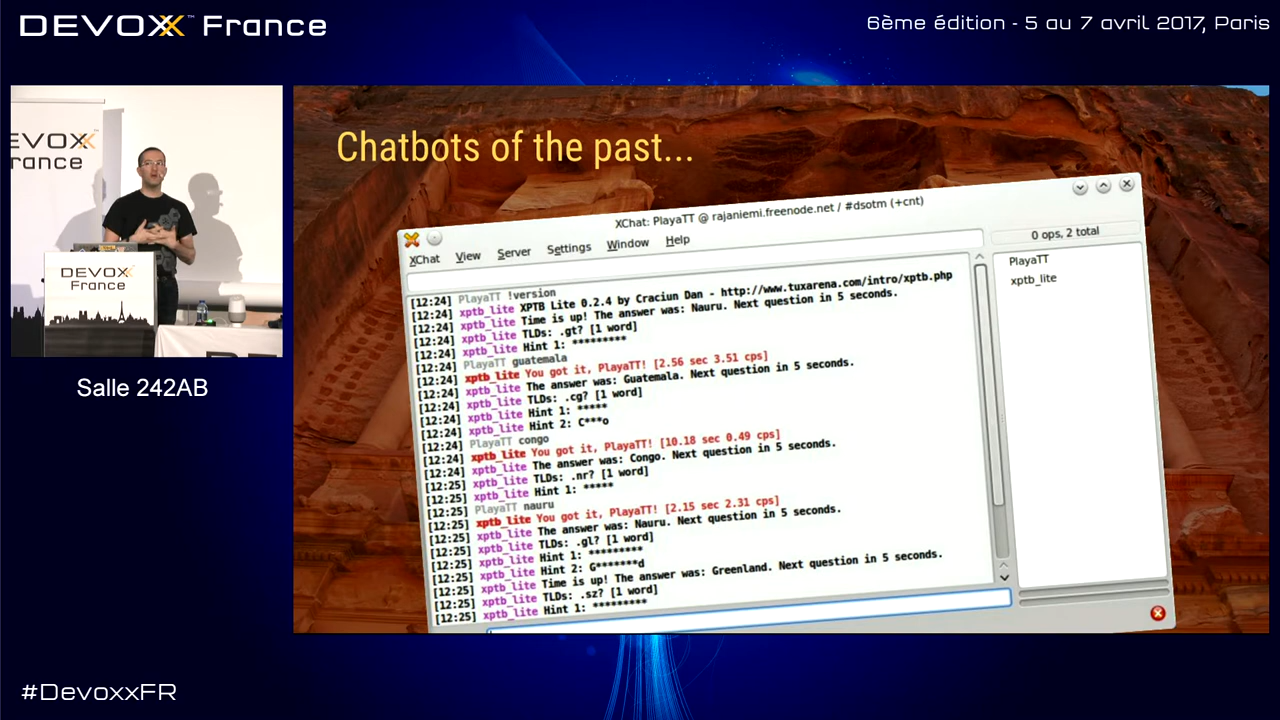 DEVOXX™ France
6ème édition - 5 au 7 avril 2017, Paris
EVOXX
rance
DEVOXX
France
Salle 242AB
Chatbots of the past...
XChat: PlayaTT @ rajaniemi.freenode.net / #dsotm (+cnt)
XChat View Server Settings Window Help
0 ops, 2 total
PlayaTT
xptb_lite
[12:24] PlayaTT !version
[12:24] xptb_lite XPTB Lite 0.2.4 by Craciun Dan - http://www.tuxarena.com/intro/xptb.php
[12:24] xptb_lite Time is up! The answer was: Nauru. Next question in 5 seconds.
[12:24] xptb_lite TLDs: .gt? [1 word]
[12:24] xptb_lite Hint 1: *********
[12:24] PlayaTT guatemala
[12:24] xptb_lite You got it, PlayaTT! [2.56 sec 3.51 cps]
[12:24] xptb_lite The answer was: Guatemala. Next question in 5 seconds.
[12:24] xptb_lite TLDs: .cg? [1 word]
[12:24] xptb_lite Hint 1: *****
[12:24] xptb_lite Hint 2: C***o
[12:24] PlayaTT congo
[12:24] xptb_lite You got it, PlayaTT! [10.18 sec 0.49 cps]
[12:24] xptb_lite The answer was: Congo. Next question in 5 seconds.
[12:25] xptb_lite TLDs: .nr? [1 word]
[12:25] xptb_lite Hint 1: *****
[12:25] PlayaTT nauru
[12:25] xptb_lite You got it, PlayaTT! [2.15 sec 2.31 cps]
[12:25] xptb_lite The answer was: Nauru. Next question in 5 seconds.
[12:25] xptb_lite TLDs: .gl? [1 word]
[12:25] xptb_lite Hint 1: *********
[12:25] xptb_lite Hint 2: G*******d
[12:25] xptb_lite Time is up! The answer was: Greenland. Next question in 5 seconds.
[12:25] xptb_lite TLDs: .sz? [1 word]
[12:25] xptb_lite Hint 1: *********
#DevoxxFR